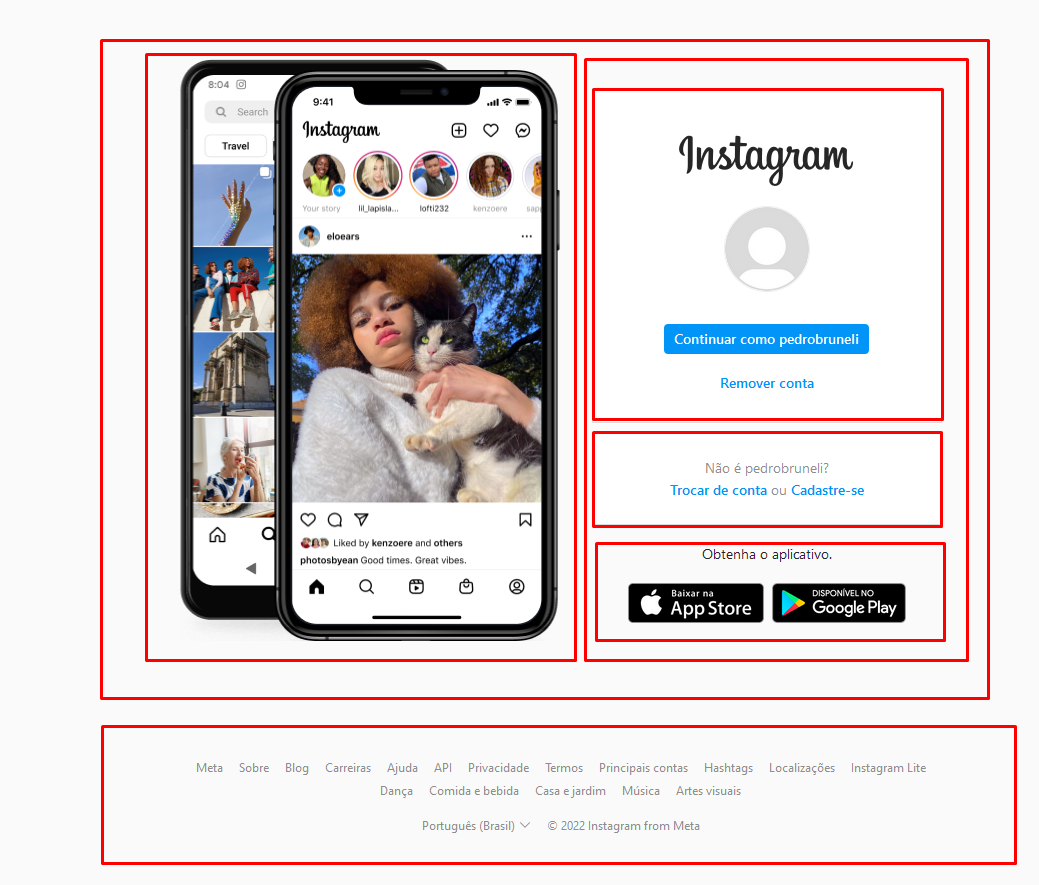 8:04
Search
Travel
9:41
Instagram
Your story lil_lapisla... lofti232 kenzoere
eloears
Liked by kenzoere and others
photosbyean Good times. Great vibes.
Instagram
Continuar como pedrobruneli
Remover conta
Não é pedrobruneli?
Trocar de conta ou Cadastre-se
Obtenha o aplicativo.
Baixar na
App Store
DISPONÍVEL NO
Google Play
Meta Sobre Blog Carreiras Ajuda API Privacidade Termos Principais contas Hashtags Localizações Instagram Lite
Dança Comida e bebida Casa e jardim Música Artes visuais
Português (Brasil) © 2022 Instagram from Meta